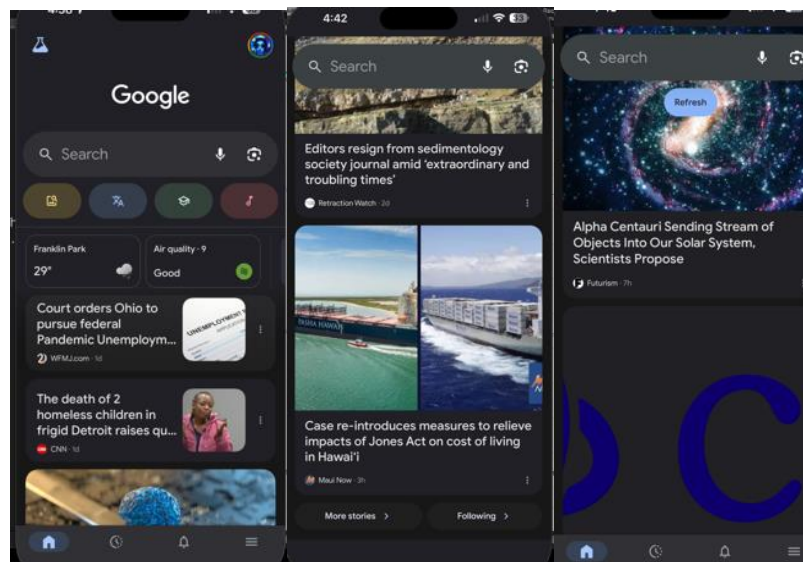 Google
Search
Franklin Park
29°
Air quality · 9
Good
Court orders Ohio to
pursue federal
Pandemic Unemploym...
WFMJ.com · 1d
UNEMPLOYMENT
The death of 2
homeless children in
frigid Detroit raises qu...
CNN · 1d
4:42
33
Search
Editors resign from sedimentology
society journal amid ‘extraordinary and
troubling times’
Retraction Watch · 2d
PASHA HAWAII
Case re-introduces measures to relieve
impacts of Jones Act on cost of living
in Hawai‘i
Maui Now · 3h
More stories >
Following >
Search
Refresh
Alpha Centauri Sending Stream of
Objects Into Our Solar System,
Scientists Propose
Futurism · 7h
C